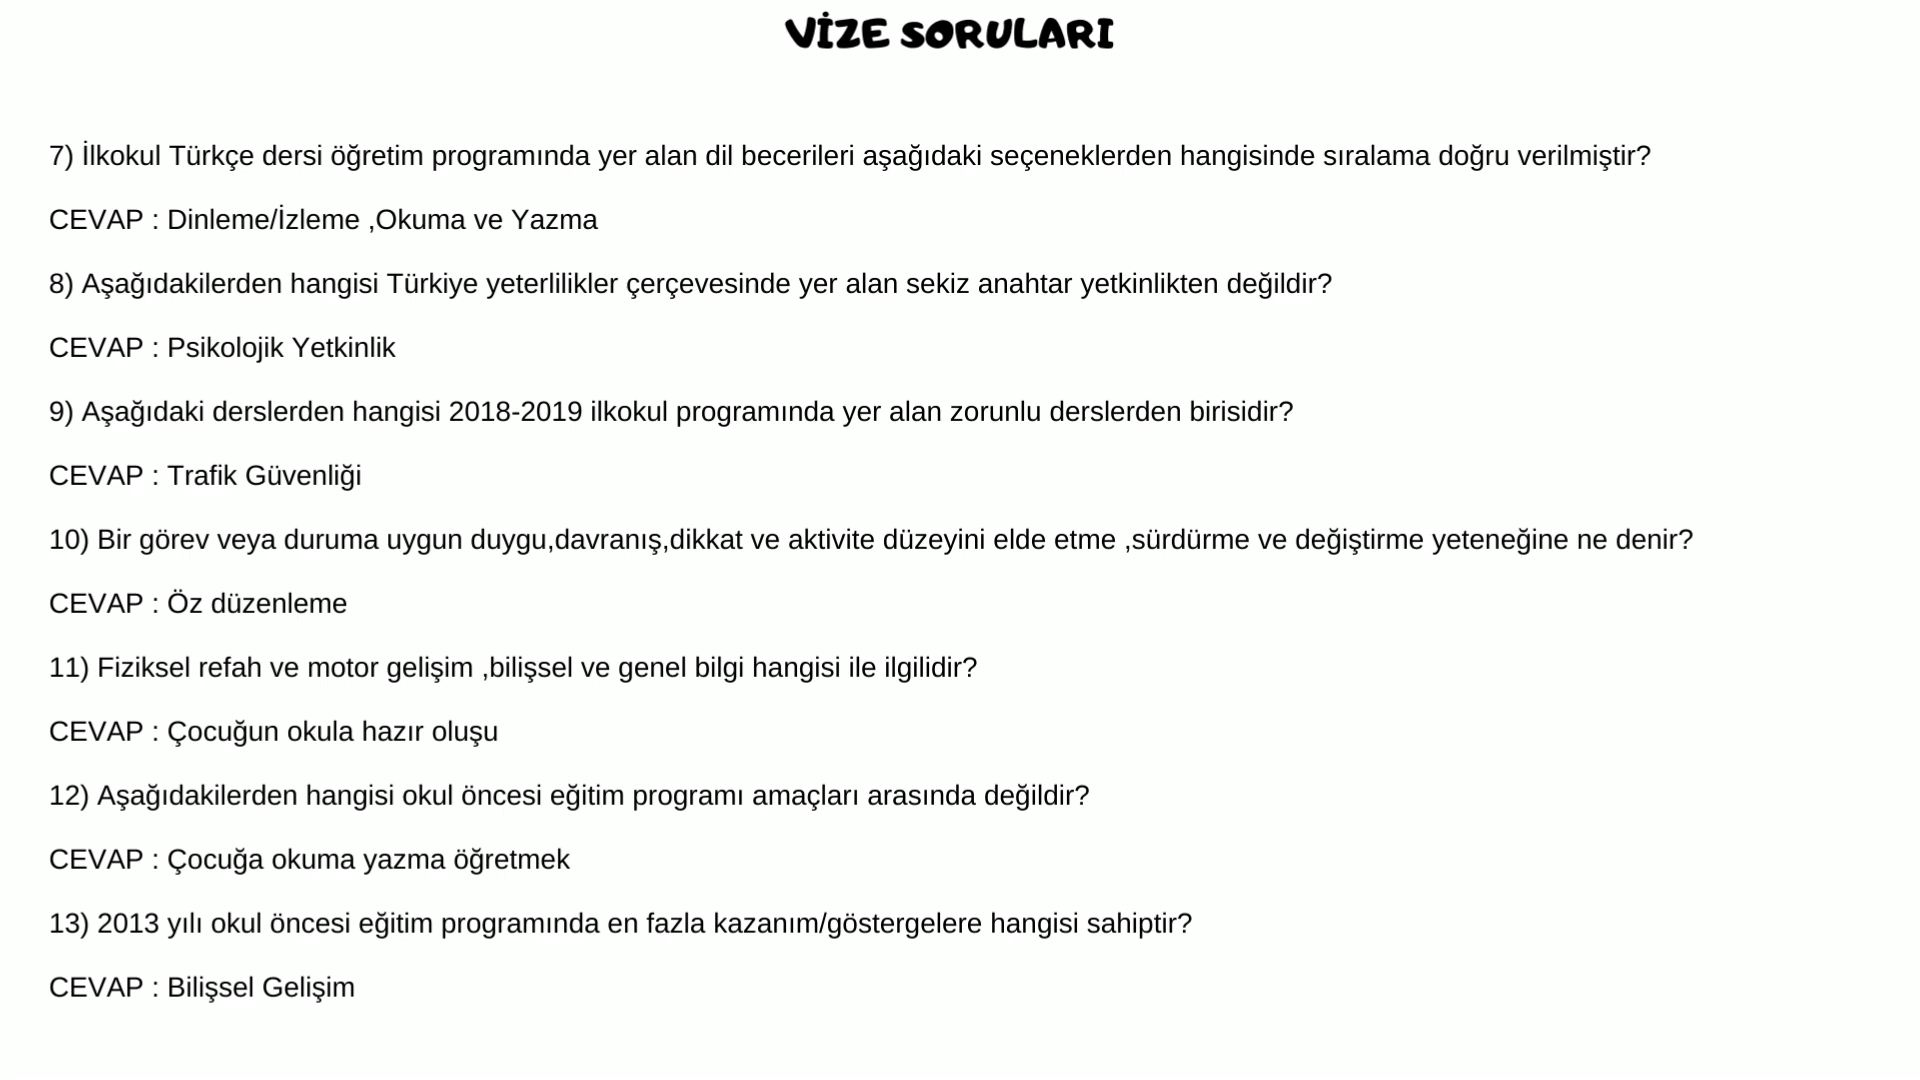 VİZE SORULARI
7) İlkokul Türkçe dersi öğretim programında yer alan dil becerileri aşağıdaki seçeneklerden hangisinde sıralama doğru verilmiştir?
CEVAP : Dinleme/İzleme ,Okuma ve Yazma
8) Aşağıdakilerden hangisi Türkiye yeterlilikler çerçevesinde yer alan sekiz anahtar yetkinlikten değildir?
CEVAP : Psikolojik Yetkinlik
9) Aşağıdaki derslerden hangisi 2018-2019 ilkokul programında yer alan zorunlu derslerden birisidir?
CEVAP : Trafik Güvenliği
10) Bir görev veya duruma uygun duygu,davranış,dikkat ve aktivite düzeyini elde etme ,sürdürme ve değiştirme yeteneğine ne denir?
CEVAP : Öz düzenleme
11) Fiziksel refah ve motor gelişim ,bilişsel ve genel bilgi hangisi ile ilgilidir?
CEVAP : Çocuğun okula hazır oluşu
12) Aşağıdakilerden hangisi okul öncesi eğitim programı amaçları arasında değildir?
CEVAP : Çocuğa okuma yazma öğretmek
13) 2013 yılı okul öncesi eğitim programında en fazla kazanım/göstergelere hangisi sahiptir?
CEVAP : Bilişsel Gelişim